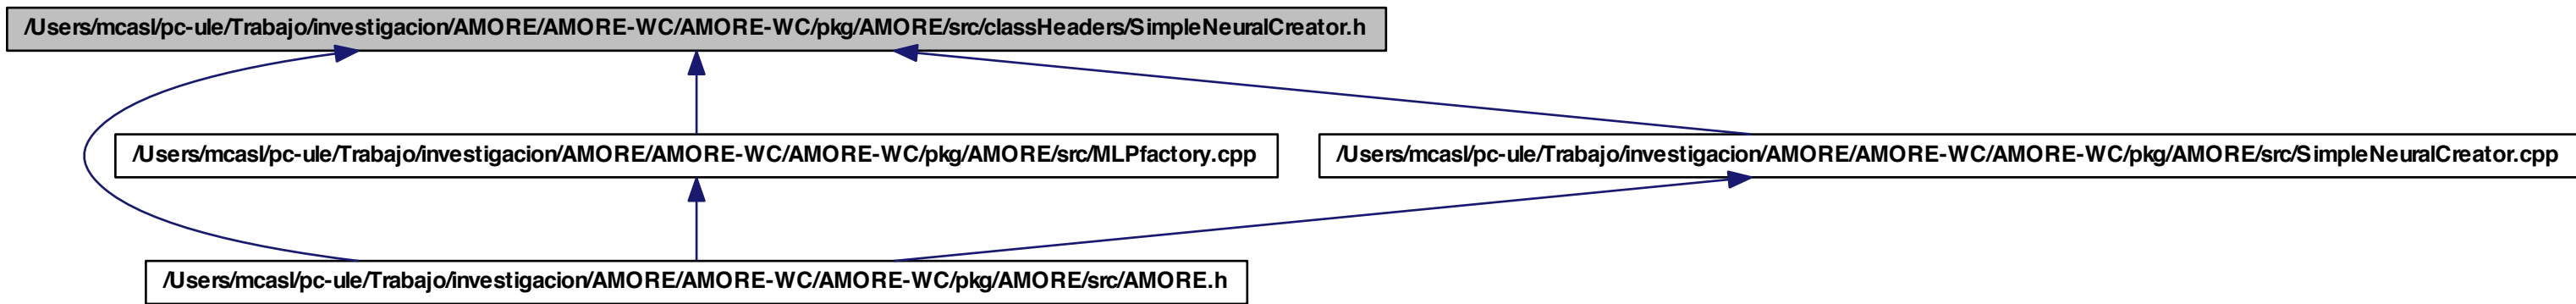 /Users/mcasl/pc-ule/Trabajo/investigacion/AMORE/AMORE-WC/AMORE-WC/pkg/AMORE/src/classHeaders/SimpleNeuralCreator.h
/Users/mcasl/pc-ule/Trabajo/investigacion/AMORE/AMORE-WC/AMORE-WC/pkg/AMORE/src/MLPfactory.cpp
/Users/mcasl/pc-ule/Trabajo/investigacion/AMORE/AMORE-WC/AMORE-WC/pkg/AMORE/src/SimpleNeuralCreator.cpp
/Users/mcasl/pc-ule/Trabajo/investigacion/AMORE/AMORE-WC/AMORE-WC/pkg/AMORE/src/AMORE.h